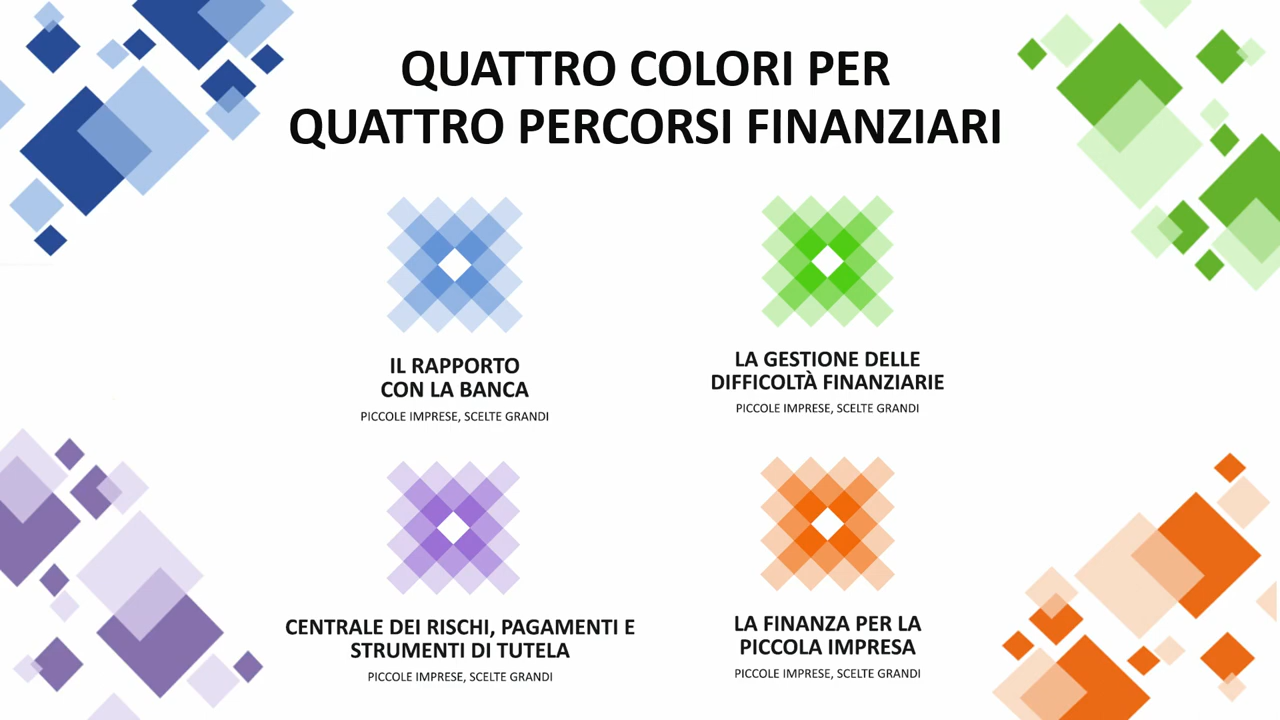 QUATTRO COLORI PER
QUATTRO PERCORSI FINANZIARI
IL RAPPORTO
CON LA BANCA
PICCOLE IMPRESE, SCELTE GRANDI
LA GESTIONE DELLE
DIFFICOLTÀ FINANZIARIE
PICCOLE IMPRESE, SCELTE GRANDI
CENTRALE DEI RISCHI, PAGAMENTI E
STRUMENTI DI TUTELA
PICCOLE IMPRESE, SCELTE GRANDI
LA FINANZA PER LA
PICCOLA IMPRESA
PICCOLE IMPRESE, SCELTE GRANDI